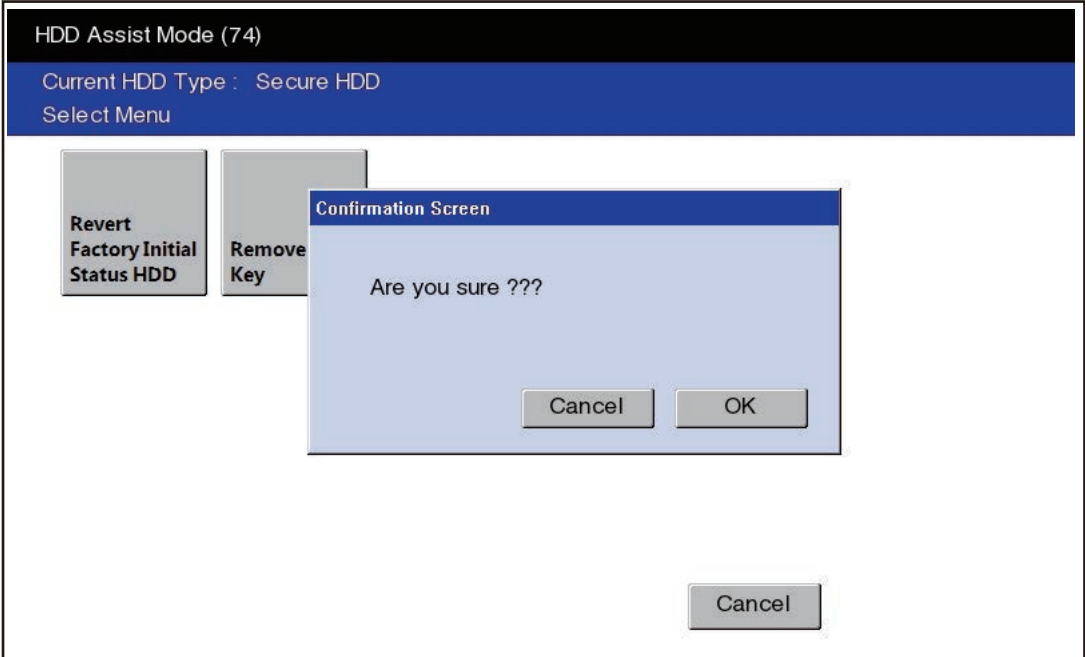 HDD Assist Mode (74)
Current HDD Type : Secure HDD
Select Menu
Revert
Factory Initial
Status HDD
Remove
Key
Confirmation Screen
Are you sure ???
Cancel
OK
Cancel